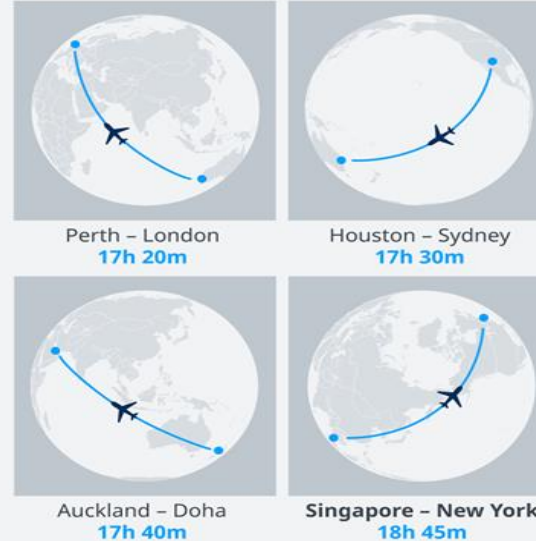 Perth – London
17h 20m
Houston – Sydney
17h 30m
Auckland – Doha
17h 40m
Singapore – New York
18h 45m